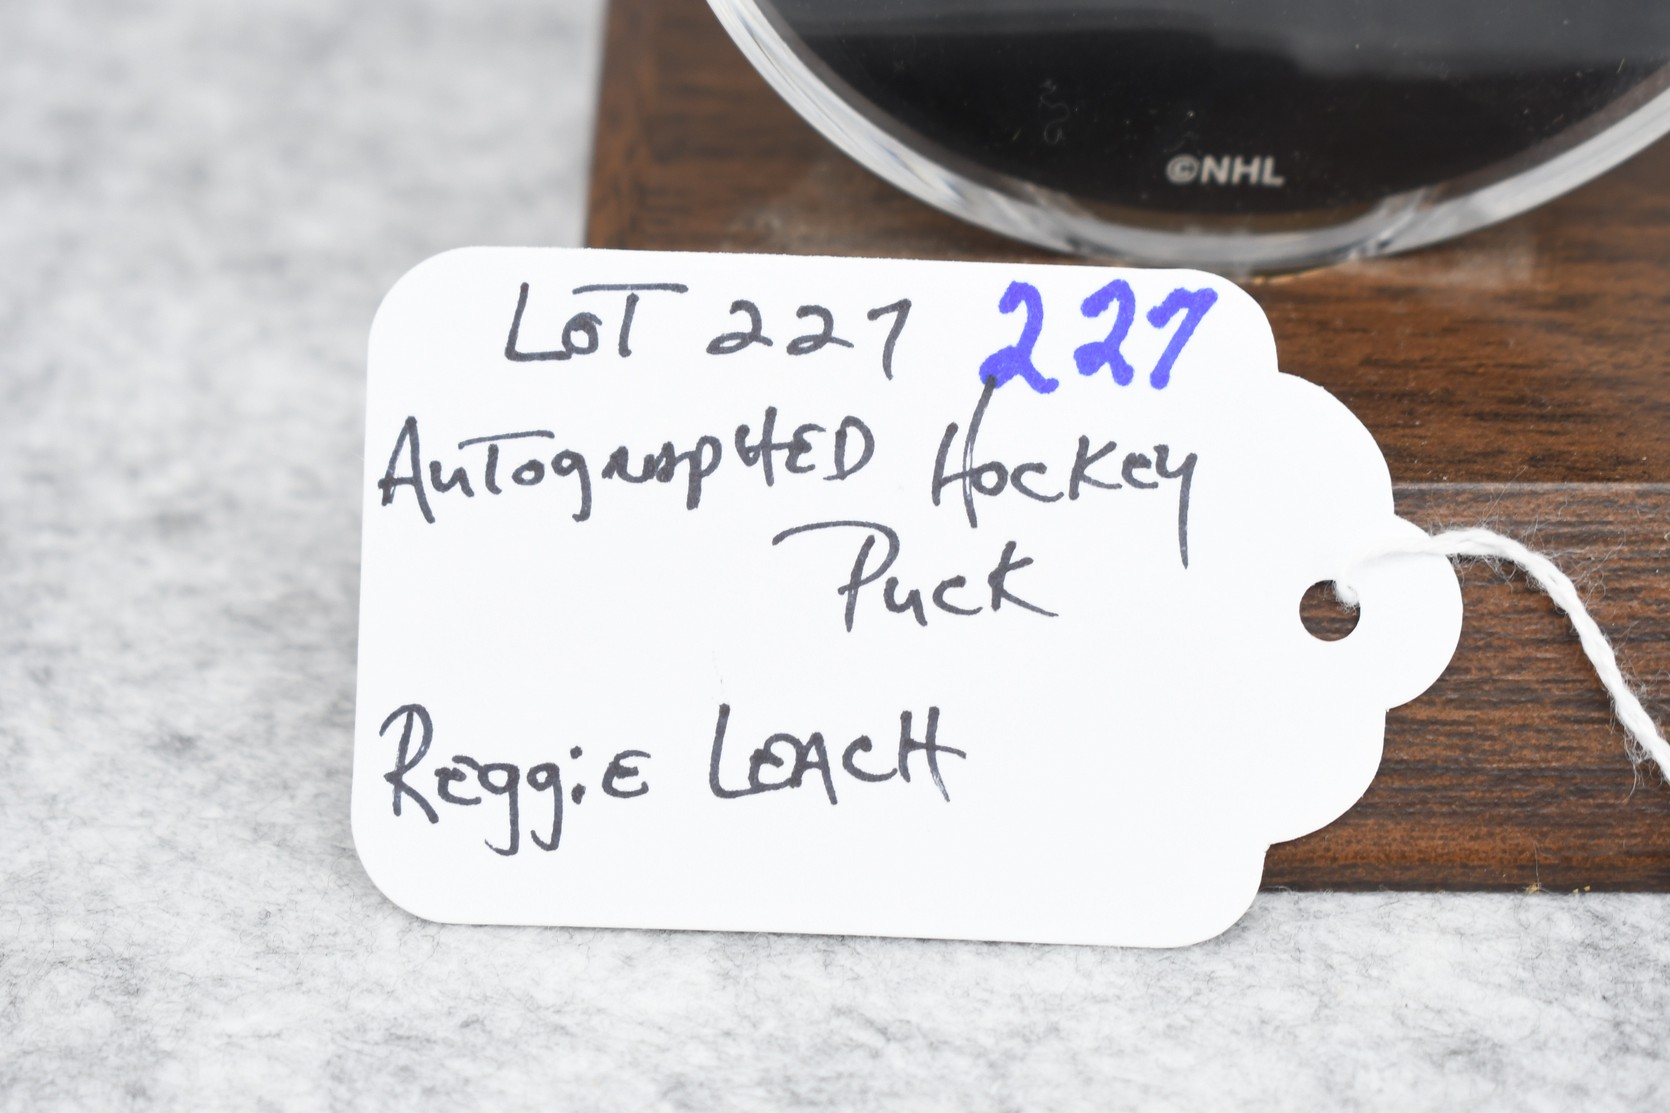 ©NHL
LOT 227 227
AUTOgrapHED HOCKEY
PUCK
REggiE LEACH